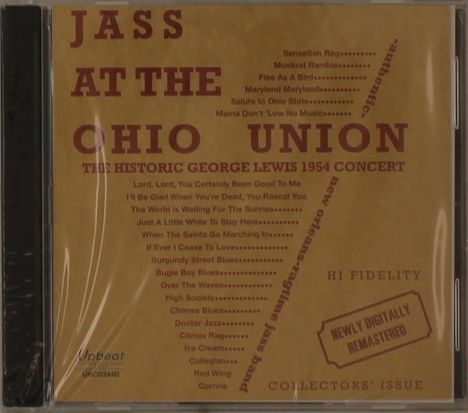 JASS
AT THE
OHIO UNION
THE HISTORIC GEORGE LEWIS 1954 CONCERT
Sensation Rag
Muskrat Ramble
Flee As A Bird
Maryland Maryland
Salute to Ohio State
Mama Don't 'Low No Music
-authentic-
new orleans-ragtime jass band
Lord, Lord, You Certainly Been Good To Me
I'll Be Glad When You're Dead, You Rascal You
The World is Waiting For The Sunrise
Just A Little While To Stay Here
When The Saints Go Marching In
If Ever I Cease To Love
Burgundy Street Blues
Bugle Boy Blues
Over The Waves
High Society
Chimes Blues
Doctor Jazz
Climax Rag
Ice Cream
Collegian
Red Wing
Corrine
HI FIDELITY
NEWLY DIGITALLY
REMASTERED
COLLECTORS' ISSUE
Upbeat
URCD244D